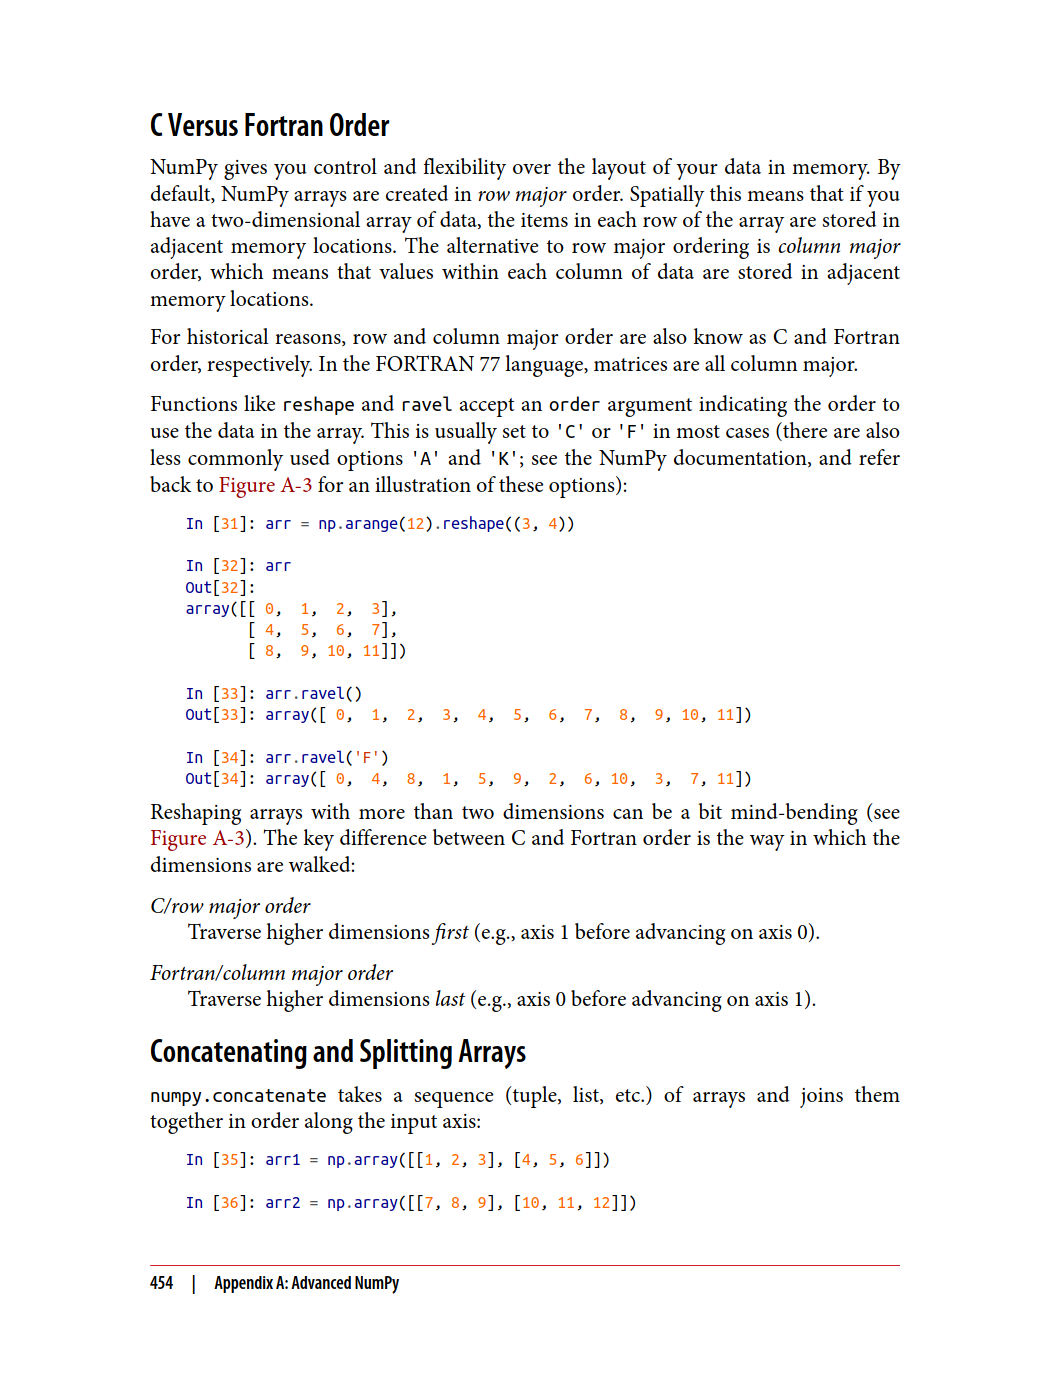 C Versus Fortran Order
NumPy gives you control and flexibility over the layout of your data in memory. By
default, NumPy arrays are created in row major order. Spatially this means that if you
have a two-dimensional array of data, the items in each row of the array are stored in
adjacent memory locations. The alternative to row major ordering is column major
order, which means that values within each column of data are stored in adjacent
memory locations.
For historical reasons, row and column major order are also know as C and Fortran
order, respectively. In the FORTRAN 77 language, matrices are all column major.
Functions like reshape and ravel accept an order argument indicating the order to
use the data in the array. This is usually set to 'C' or 'F' in most cases (there are also
less commonly used options 'A' and 'K'; see the NumPy documentation, and refer
back to Figure A-3 for an illustration of these options):
In [31]: arr = np.arange(12).reshape((3, 4))
In [32]: arr
Out[32]:
array([[ 0,  1,  2,  3],
       [ 4,  5,  6,  7],
       [ 8,  9, 10, 11]])
In [33]: arr.ravel()
Out[33]: array([ 0,  1,  2,  3,  4,  5,  6,  7,  8,  9, 10, 11])
In [34]: arr.ravel('F')
Out[34]: array([ 0,  4,  8,  1,  5,  9,  2,  6, 10,  3,  7, 11])
Reshaping arrays with more than two dimensions can be a bit mind-bending (see
Figure A-3). The key difference between C and Fortran order is the way in which the
dimensions are walked:
C/row major order
Traverse higher dimensions first (e.g., axis 1 before advancing on axis 0).
Fortran/column major order
Traverse higher dimensions last (e.g., axis 0 before advancing on axis 1).
Concatenating and Splitting Arrays
numpy.concatenate takes a sequence (tuple, list, etc.) of arrays and joins them
together in order along the input axis:
In [35]: arr1 = np.array([[1, 2, 3], [4, 5, 6]])
In [36]: arr2 = np.array([[7, 8, 9], [10, 11, 12]])
454 | Appendix A: Advanced NumPy